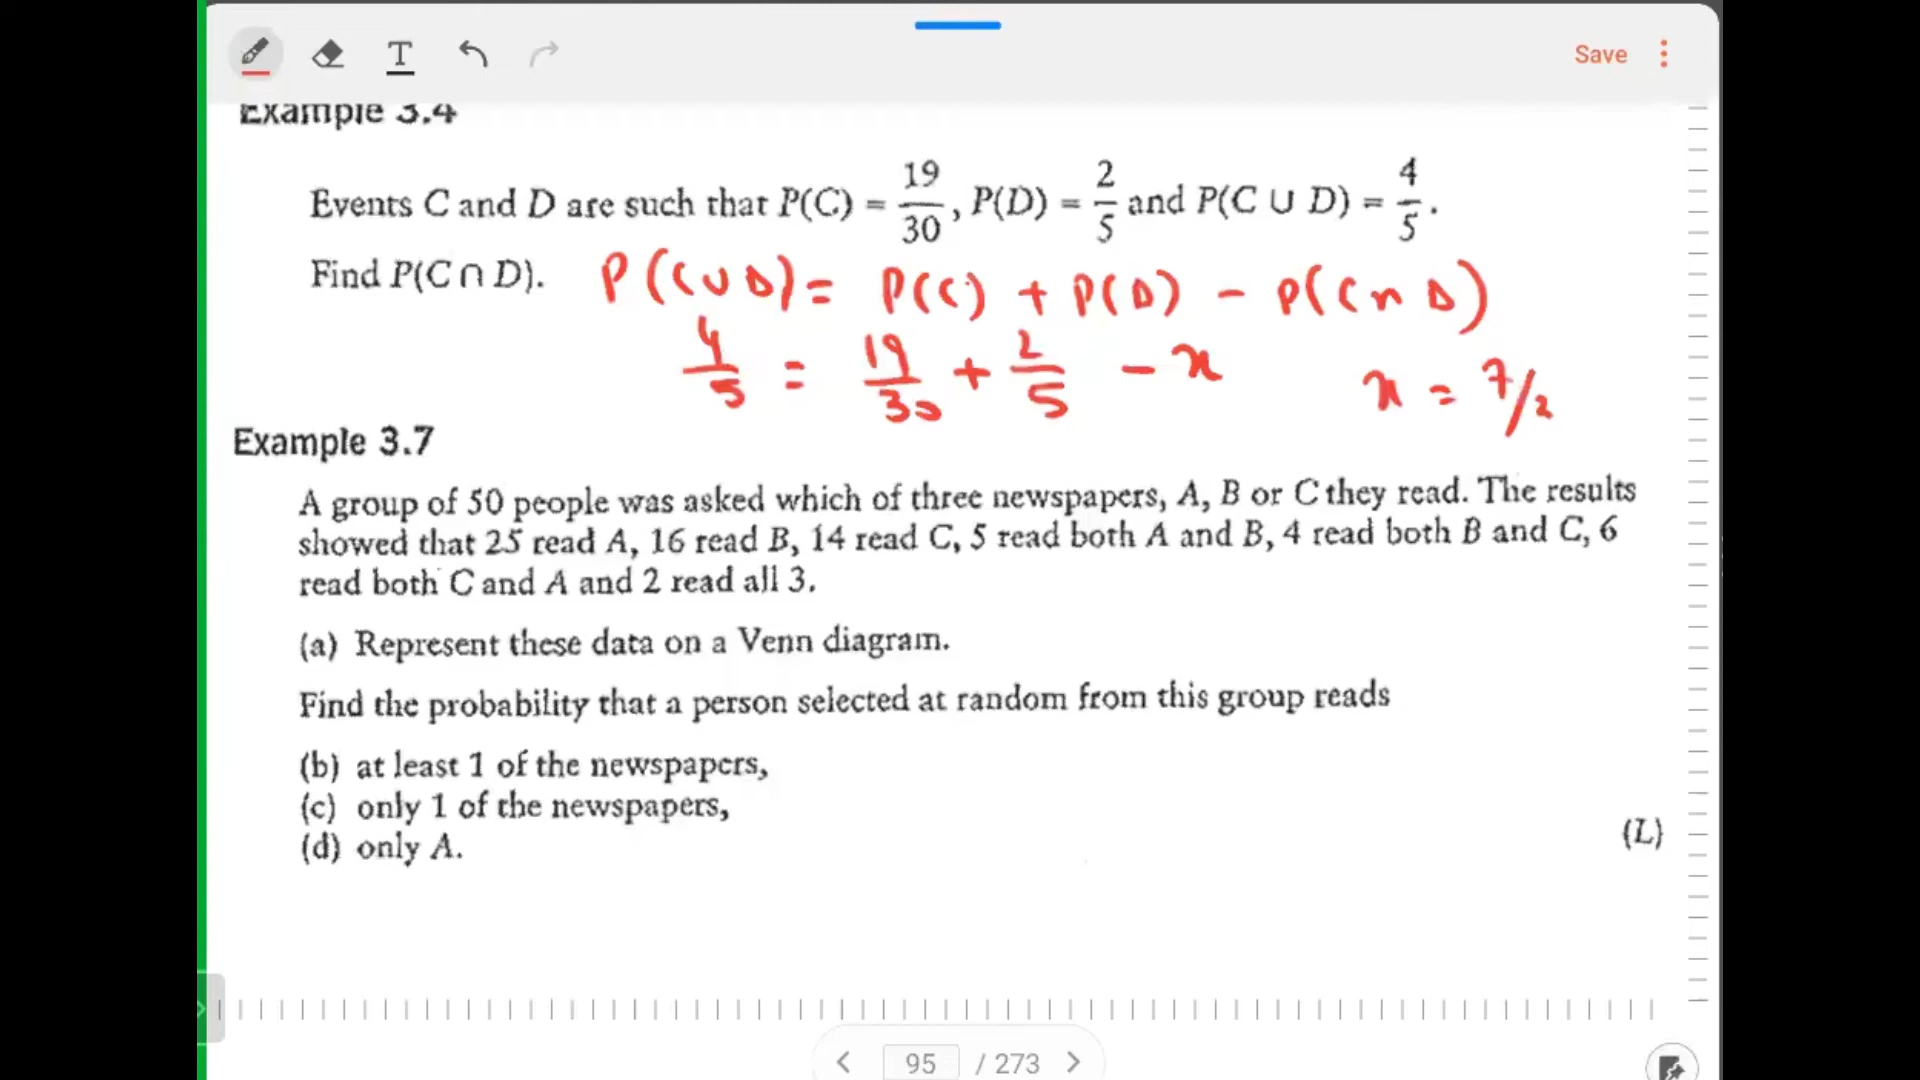 T Save
Example 3.4
Events C and D are such that P(C) = 19/30, P(D) = 2/5 and P(C ∪ D) = 4/5.
Find P(C ∩ D).
P(C ∪ D) = P(C) + P(D) - P(C ∩ D)
4/5 = 19/30 + 2/5 - x
x = 7/2
Example 3.7
A group of 50 people was asked which of three newspapers, A, B or C they read. The results
showed that 25 read A, 16 read B, 14 read C, 5 read both A and B, 4 read both B and C, 6
read both C and A and 2 read all 3.
(a) Represent these data on a Venn diagram.
Find the probability that a person selected at random from this group reads
(b) at least 1 of the newspapers,
(c) only 1 of the newspapers,
(d) only A.
(L)
95 / 273